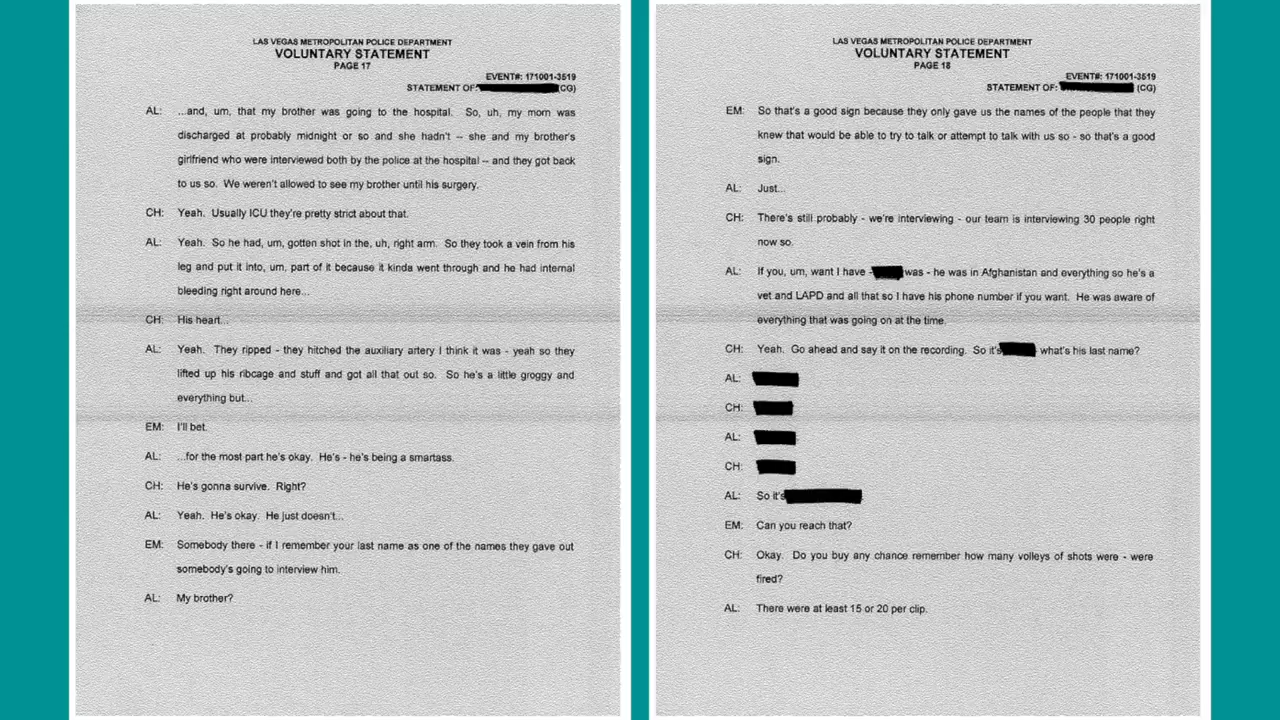 LAS VEGAS METROPOLITAN POLICE DEPARTMENT
VOLUNTARY STATEMENT
PAGE 17
EVENT#: 171001-3519
STATEMENT OF: (CG)
AL: ...and, um, that my brother was going to the hospital. So, uh, my mom was
discharged at probably midnight or so and she hadn't -- she and my brother's
girlfriend who were interviewed both by the police at the hospital -- and they got back
to us so. We weren't allowed to see my brother until his surgery.
CH: Yeah. Usually ICU they're pretty strict about that.
AL: Yeah. So he had, um, gotten shot in the, uh, right arm. So they took a vein from his
leg and put it into, um, part of it because it kinda went through and he had internal
bleeding right around here...
CH: His heart...
AL: Yeah. They ripped - they hitched the auxiliary artery I think it was - yeah so they
lifted up his ribcage and stuff and got all that out so. So he's a little groggy and
everything but...
EM: I'll bet.
AL: ...for the most part he's okay. He's - he's being a smartass.
CH: He's gonna survive. Right?
AL: Yeah. He's okay. He just doesn't...
EM: Somebody there - if I remember your last name as one of the names they gave out
somebody's going to interview him.
AL: My brother?
LAS VEGAS METROPOLITAN POLICE DEPARTMENT
VOLUNTARY STATEMENT
PAGE 18
EVENT#: 171001-3519
STATEMENT OF: (CG)
EM: So that's a good sign because they only gave us the names of the people that they
knew that would be able to try to talk or attempt to talk with us so - so that's a good
sign.
AL: Just...
CH: There's still probably - we're interviewing - our team is interviewing 30 people right
now so.
AL: If you, um, want I have - was - he was in Afghanistan and everything so he's a
vet and LAPD and all that so I have his phone number if you want. He was aware of
everything that was going on at the time.
CH: Yeah. Go ahead and say it on the recording. So it's what's his last name?
AL:
CH:
AL:
CH:
AL: So it's
EM: Can you reach that?
CH: Okay. Do you buy any chance remember how many volleys of shots were - were
fired?
AL: There were at least 15 or 20 per clip.